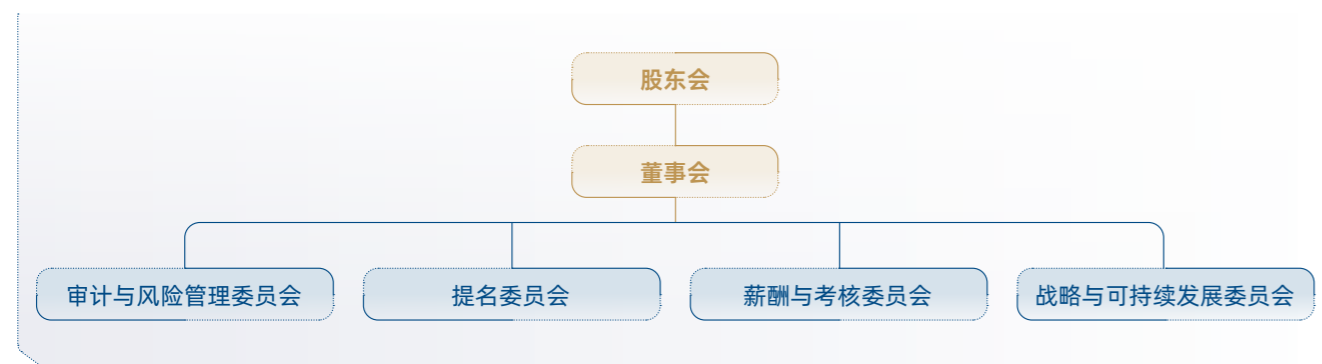 股东会
董事会
审计与风险管理委员会
提名委员会
薪酬与考核委员会
战略与可持续发展委员会